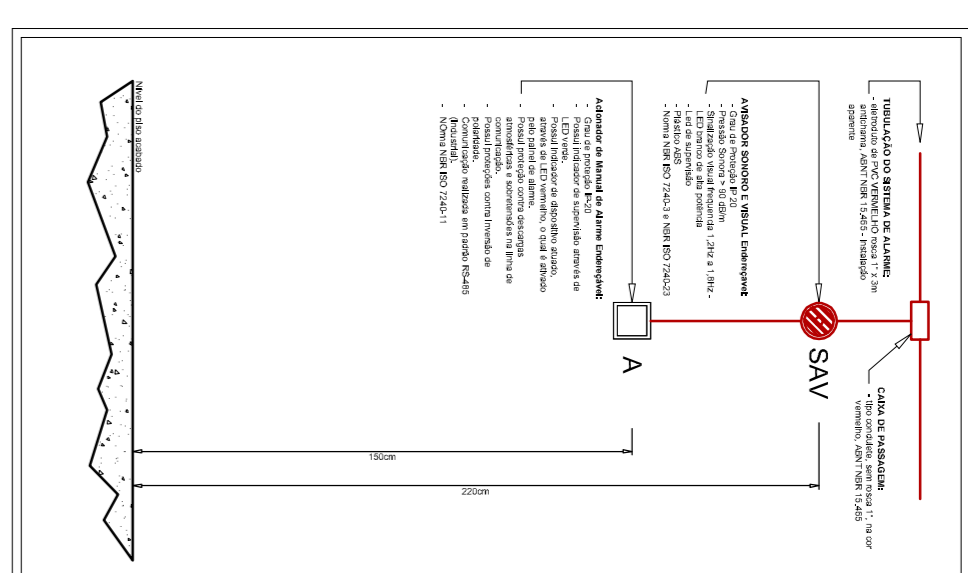 TUBULAÇÃO DO SISTEMA DE ALARME:
- eletroduto de PVC VERMELHO rosca 1" x 3m
antichama, ABNT NBR 15.465 - Instalação
aparente
CAIXA DE PASSAGEM:
- tipo condulete, sem rosca 1", na cor
vermelho, ABNT NBR 15.465
AVISADOR SONORO E VISUAL Endereçavel:
- Grau de Proteção IP 20
- Pressão Sonora > 90 dB/m
- Sinalização visual frequencia 1,2Hz a 1,8Hz -
LED branco de alta potência
- Led de supervisão
- Plástico ABS
- Norma NBR ISO 7240-3 e NBR ISO 7240-23
SAV
Acionador de Manual de Alarme Endereçável:
- Grau de proteção IP-20
- Possui indicador de supervisão através de
LED verde.
- Possui indicador de dispositivo atuado,
através de LED vermelho, o qual é ativado
pelo painel de alarme.
- Possui proteção contra descargas
atmosféricas e sobretensões na linha de
comunicação.
- Possui proteções contra inversão de
polaridade.
- Comunicação realizada em padrão RS-485
(Industrial).
- NOrma NBR ISO 7240-11
A
150cm
220cm
Nível do piso acabado